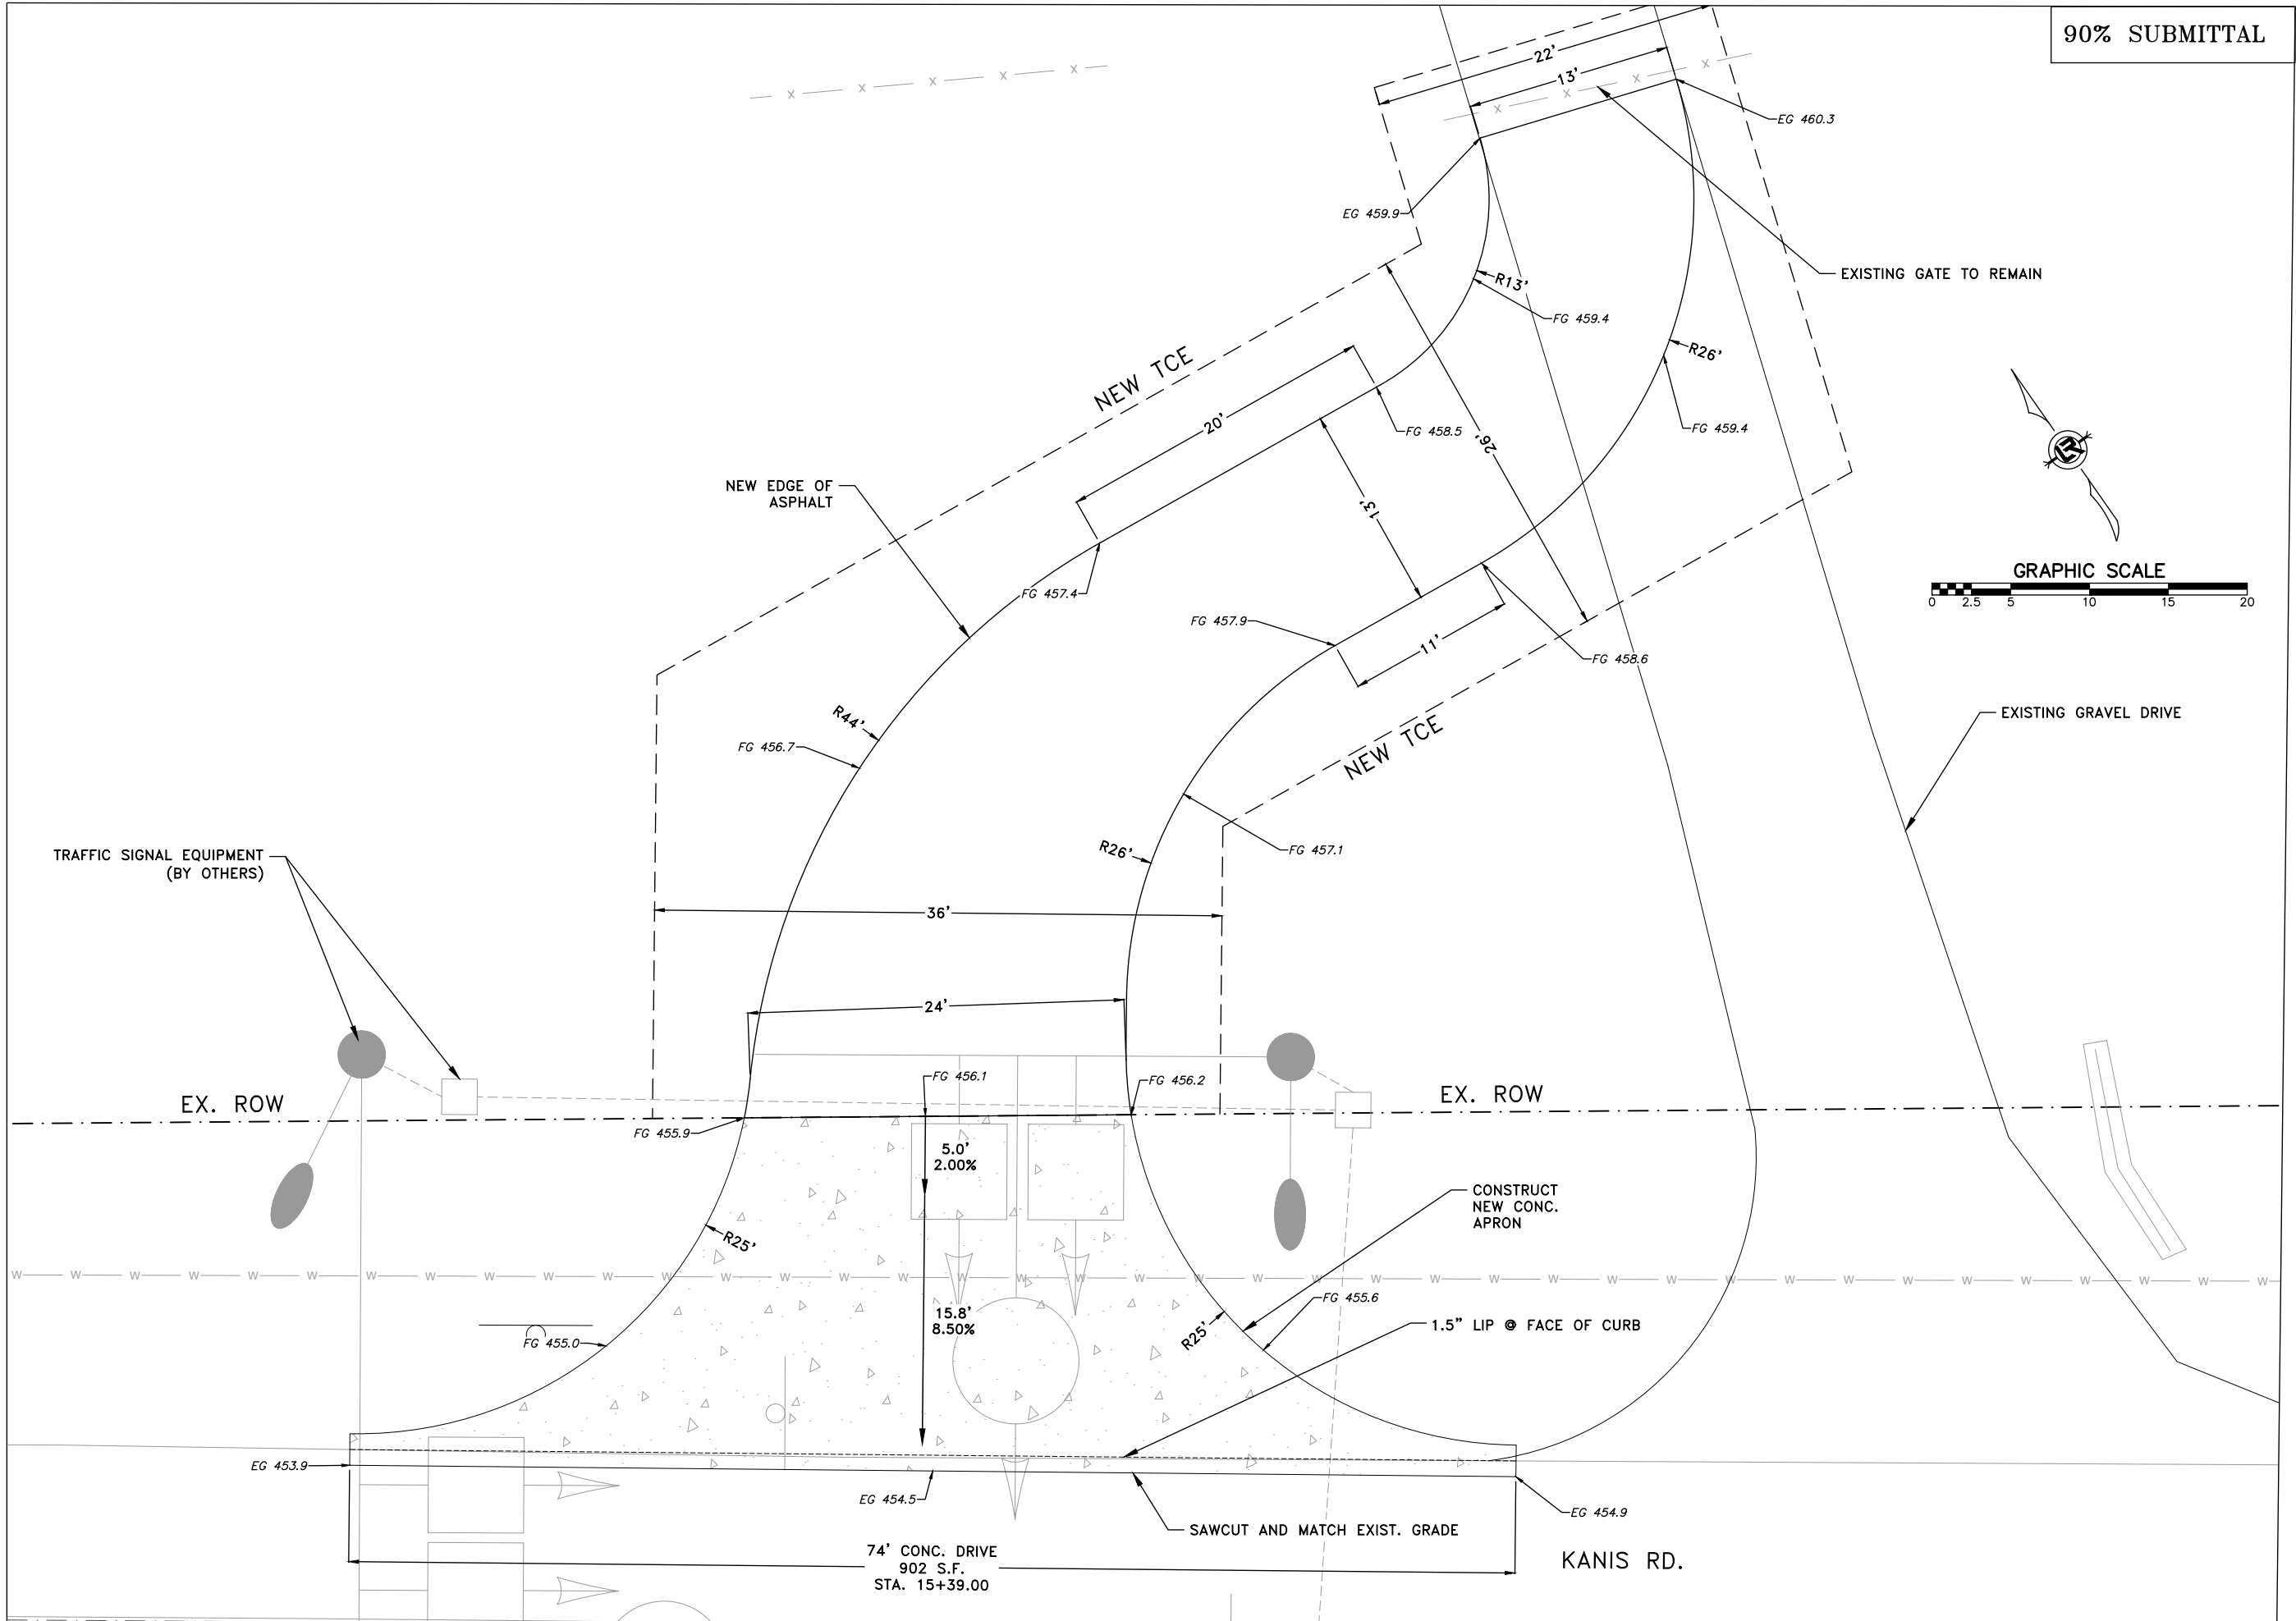 90% SUBMITTAL
22'
13'
EG 460.3
EG 459.9
EXISTING GATE TO REMAIN
R13'
FG 459.4
R26'
NEW TCE
20'
FG 458.5
26'
FG 459.4
NEW EDGE OF
ASPHALT
13'
GRAPHIC SCALE
0 2.5 5 10 15 20
FG 457.4
FG 457.9
11'
FG 458.6
R44'
FG 456.7
NEW TCE
EXISTING GRAVEL DRIVE
TRAFFIC SIGNAL EQUIPMENT
(BY OTHERS)
R26'
FG 457.1
36'
24'
EX. ROW
FG 456.1
FG 456.2
EX. ROW
FG 455.9
5.0'
2.00%
CONSTRUCT
NEW CONC.
APRON
R25'
15.8'
8.50%
FG 455.6
FG 455.0
R25'
1.5" LIP @ FACE OF CURB
EG 453.9
EG 454.5
EG 454.9
SAWCUT AND MATCH EXIST. GRADE
74' CONC. DRIVE
902 S.F.
STA. 15+39.00
KANIS RD.